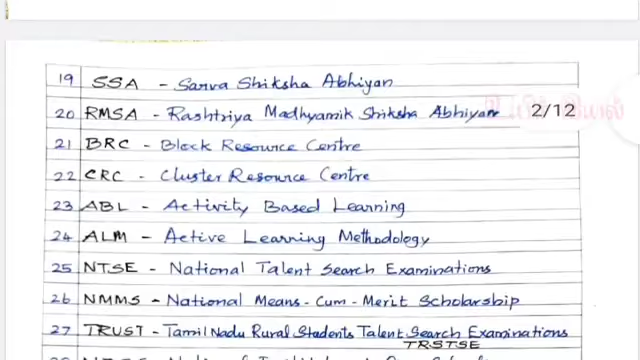 19 SSA - Sarva Shiksha Abhiyan
20 RMSA - Rashtriya Madhyamik Shiksha Abhiyan 2/12
21 BRC - Block Resource Centre
22 CRC - Cluster Resource Centre
23 ABL - Activity Based Learning
24 ALM - Active Learning Methodology
25 NTSE - National Talent Search Examinations
26 NMMS - National Means-Cum-Merit Scholarship
27 TRUST - Tamil Nadu Rural Students Talent Search Examinations
TRSTSE